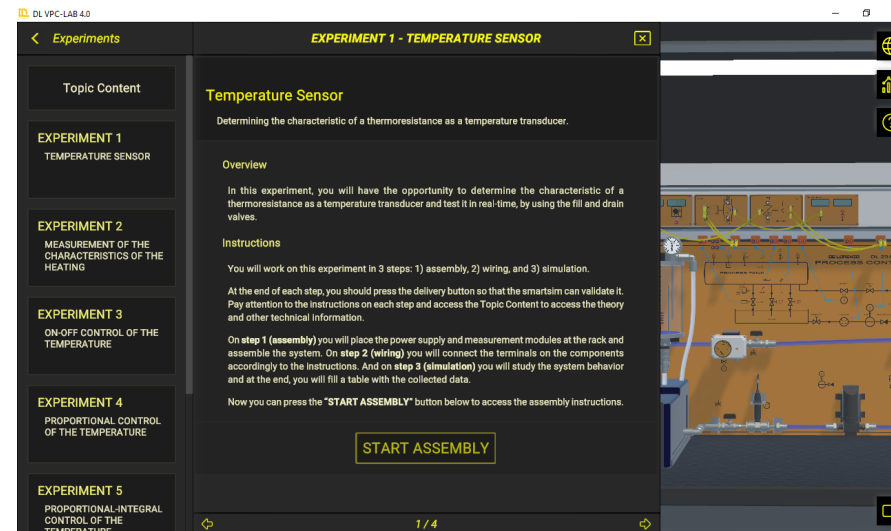 DL VPC-LAB 4.0
Experiments
EXPERIMENT 1 - TEMPERATURE SENSOR
Topic Content
EXPERIMENT 1
TEMPERATURE SENSOR
EXPERIMENT 2
MEASUREMENT OF THE
CHARACTERISTICS OF THE
HEATING
EXPERIMENT 3
ON-OFF CONTROL OF THE
TEMPERATURE
EXPERIMENT 4
PROPORTIONAL CONTROL
OF THE TEMPERATURE
EXPERIMENT 5
PROPORTIONAL-INTEGRAL
CONTROL OF THE
TEMPERATURE
Temperature Sensor
Determining the characteristic of a thermoresistance as a temperature transducer.
Overview
In this experiment, you will have the opportunity to determine the characteristic of a
thermoresistance as a temperature transducer and test it in real-time, by using the fill and drain
valves.
Instructions
You will work on this experiment in 3 steps: 1) assembly, 2) wiring, and 3) simulation.
At the end of each step, you should press the delivery button so that the smartsim can validate it.
Pay attention to the instructions on each step and access the Topic Content to access the theory
and other technical information.
On step 1 (assembly) you will place the power supply and measurement modules at the rack and
assemble the system. On step 2 (wiring) you will connect the terminals on the components
accordingly to the instructions. And on step 3 (simulation) you will study the system behavior
and at the end, you will fill a table with the collected data.
Now you can press the “START ASSEMBLY” button below to access the assembly instructions.
START ASSEMBLY
1 / 4
PROCESS CON